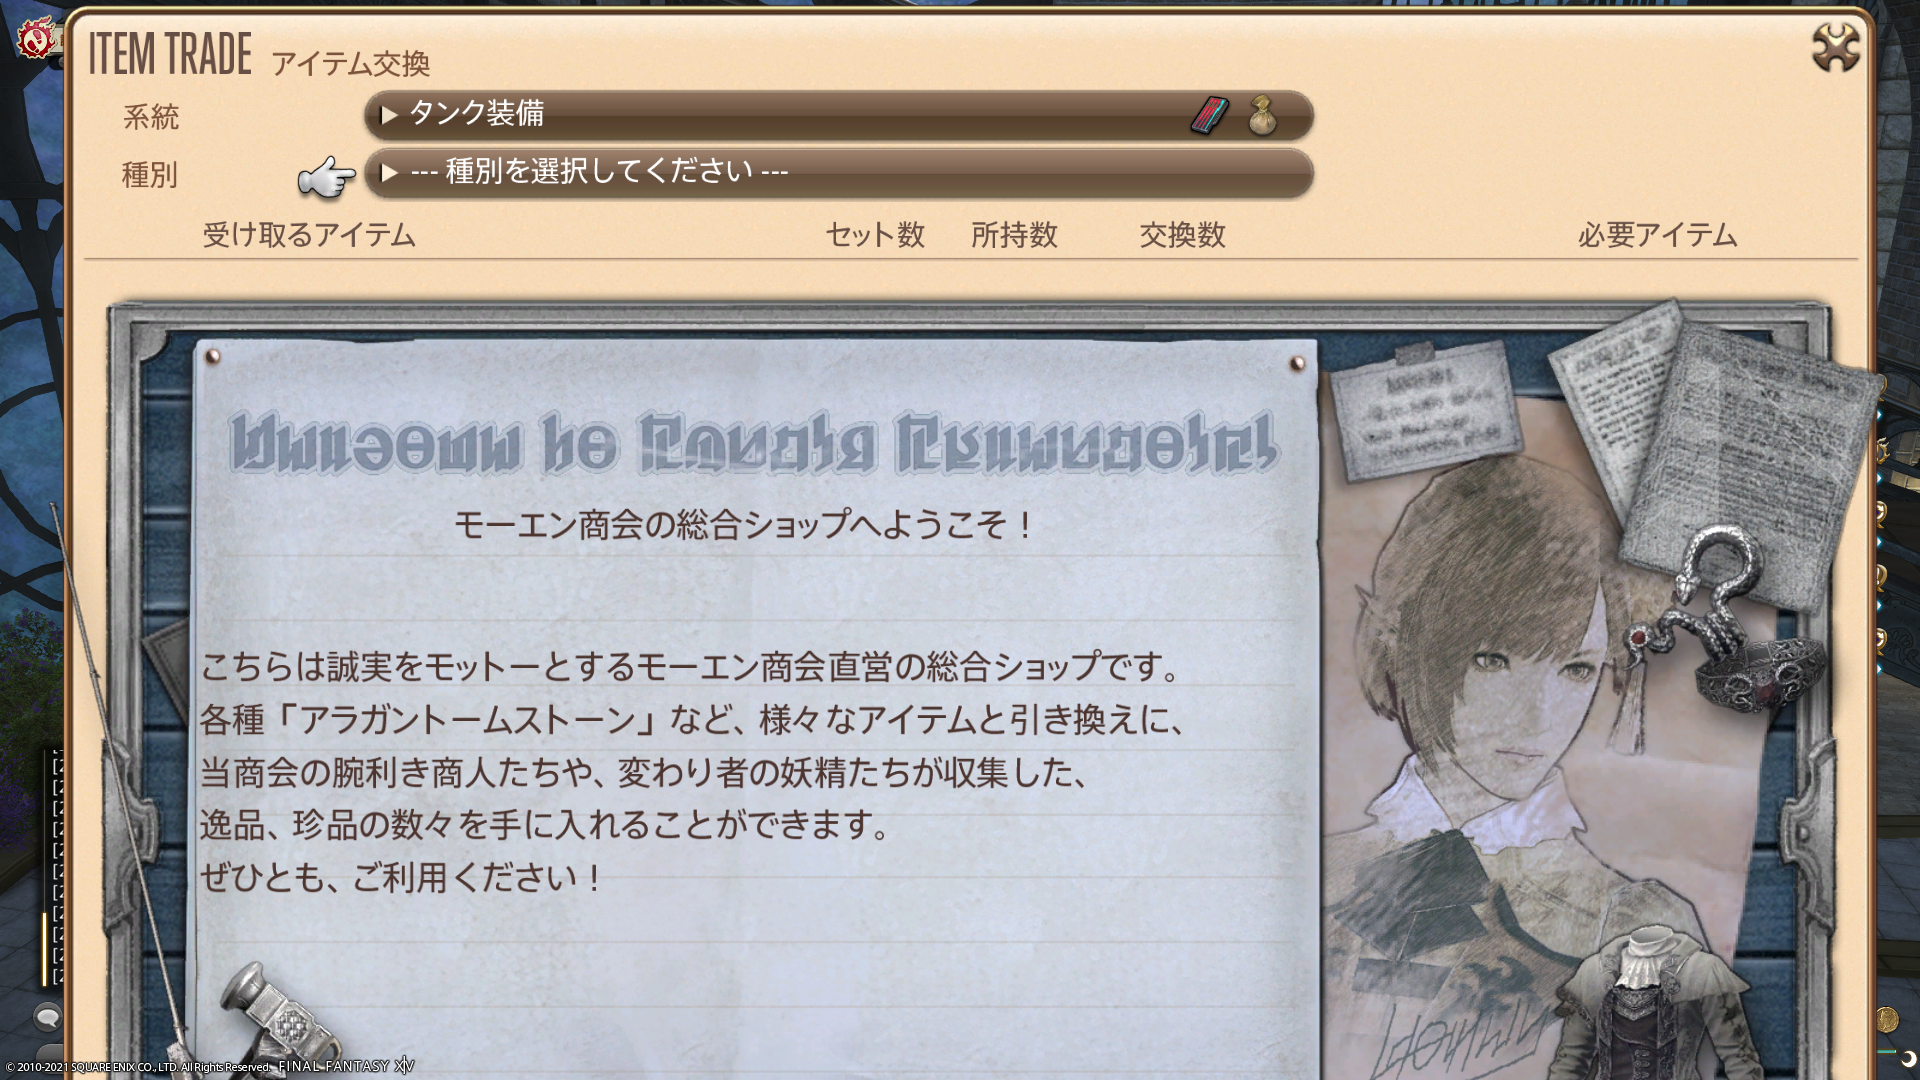 ITEM TRADE アイテム交換
系統 タンク装備
種別 --- 種別を選択してください ---
受け取るアイテム セット数 所持数 交換数 必要アイテム
モーエン商会の総合ショップへようこそ！
こちらは誠実をモットーとするモーエン商会直営の総合ショップです。
各種「アラガントームストーン」など、様々なアイテムと引き換えに、
当商会の腕利き商人たちや、変わり者の妖精たちが収集した、
逸品、珍品の数々を手に入れることができます。
ぜひとも、ご利用ください！
© 2010-2021 SQUARE ENIX CO., LTD. All Rights Reserved. FINAL FANTASY XIV